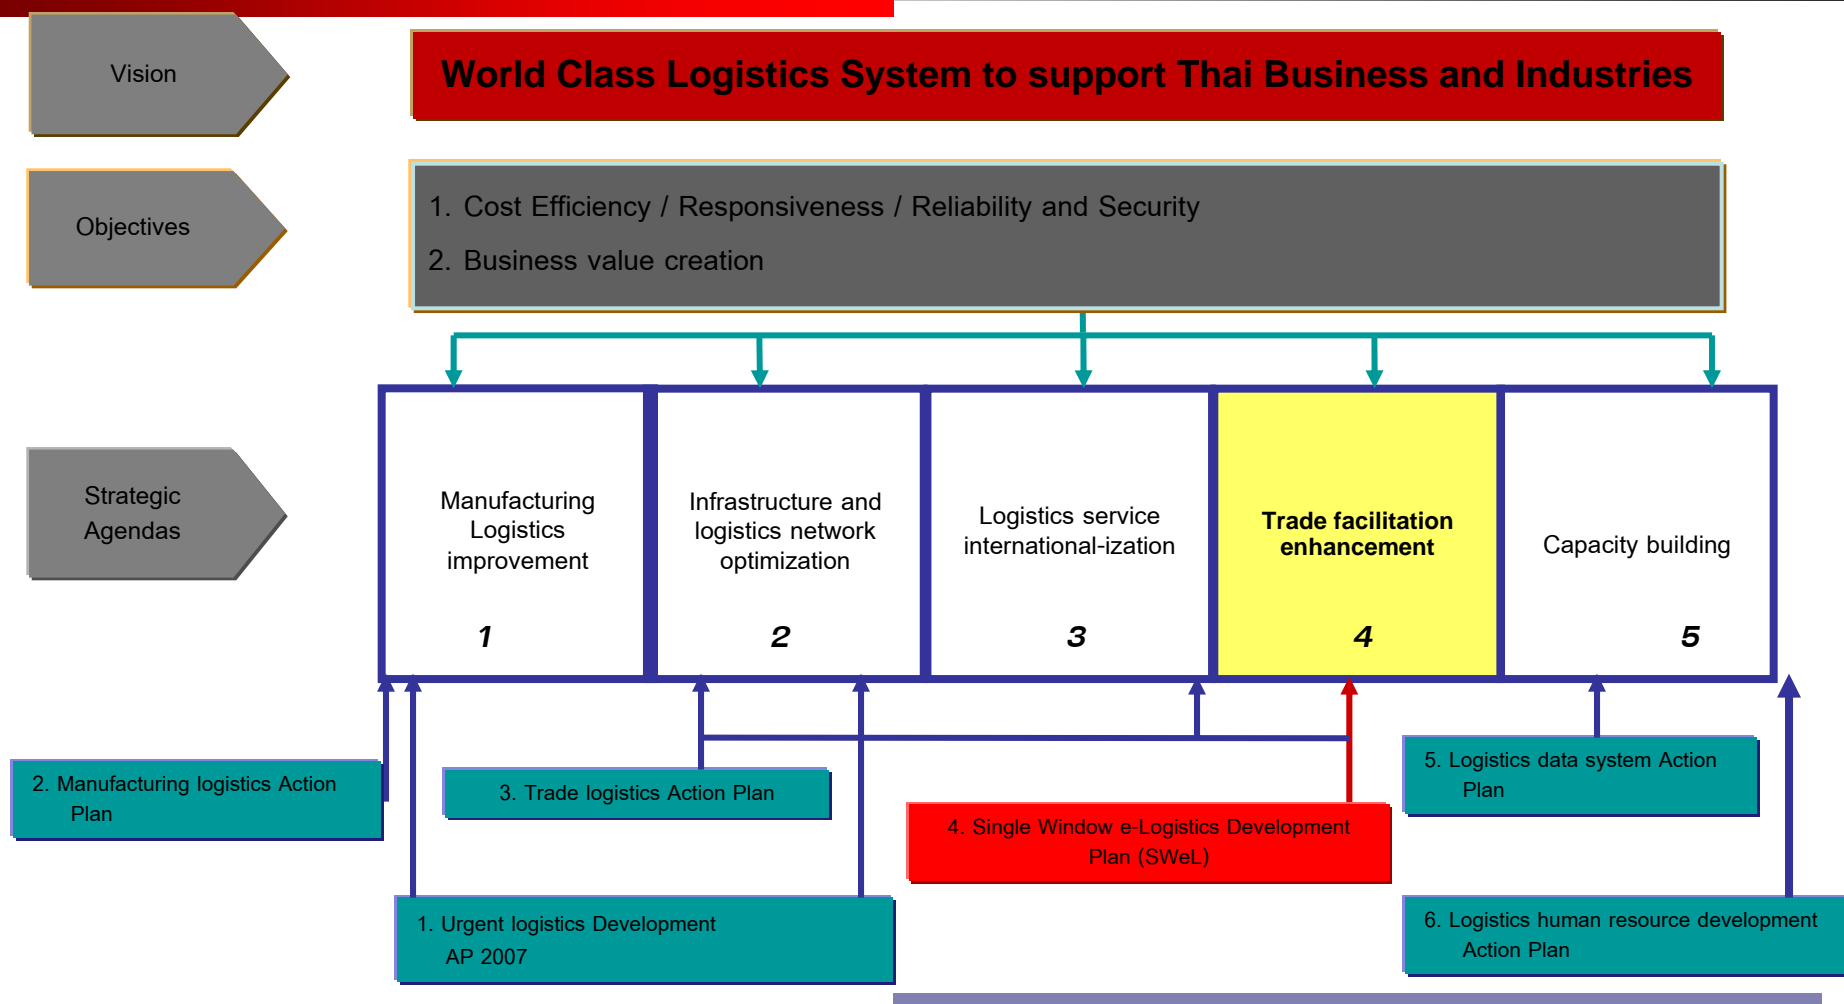 Vision
World Class Logistics System to support Thai Business and Industries
Objectives
1. Cost Efficiency / Responsiveness / Reliability and Security
2. Business value creation
Strategic
Agendas
Manufacturing
Logistics
improvement
1
Infrastructure and
logistics network
optimization
2
Logistics service
international-ization
3
Trade facilitation
enhancement
4
Capacity building
5
2. Manufacturing logistics Action
Plan
3. Trade logistics Action Plan
4. Single Window e-Logistics Development
Plan (SWeL)
5. Logistics data system Action
Plan
1. Urgent logistics Development
AP 2007
6. Logistics human resource development
Action Plan